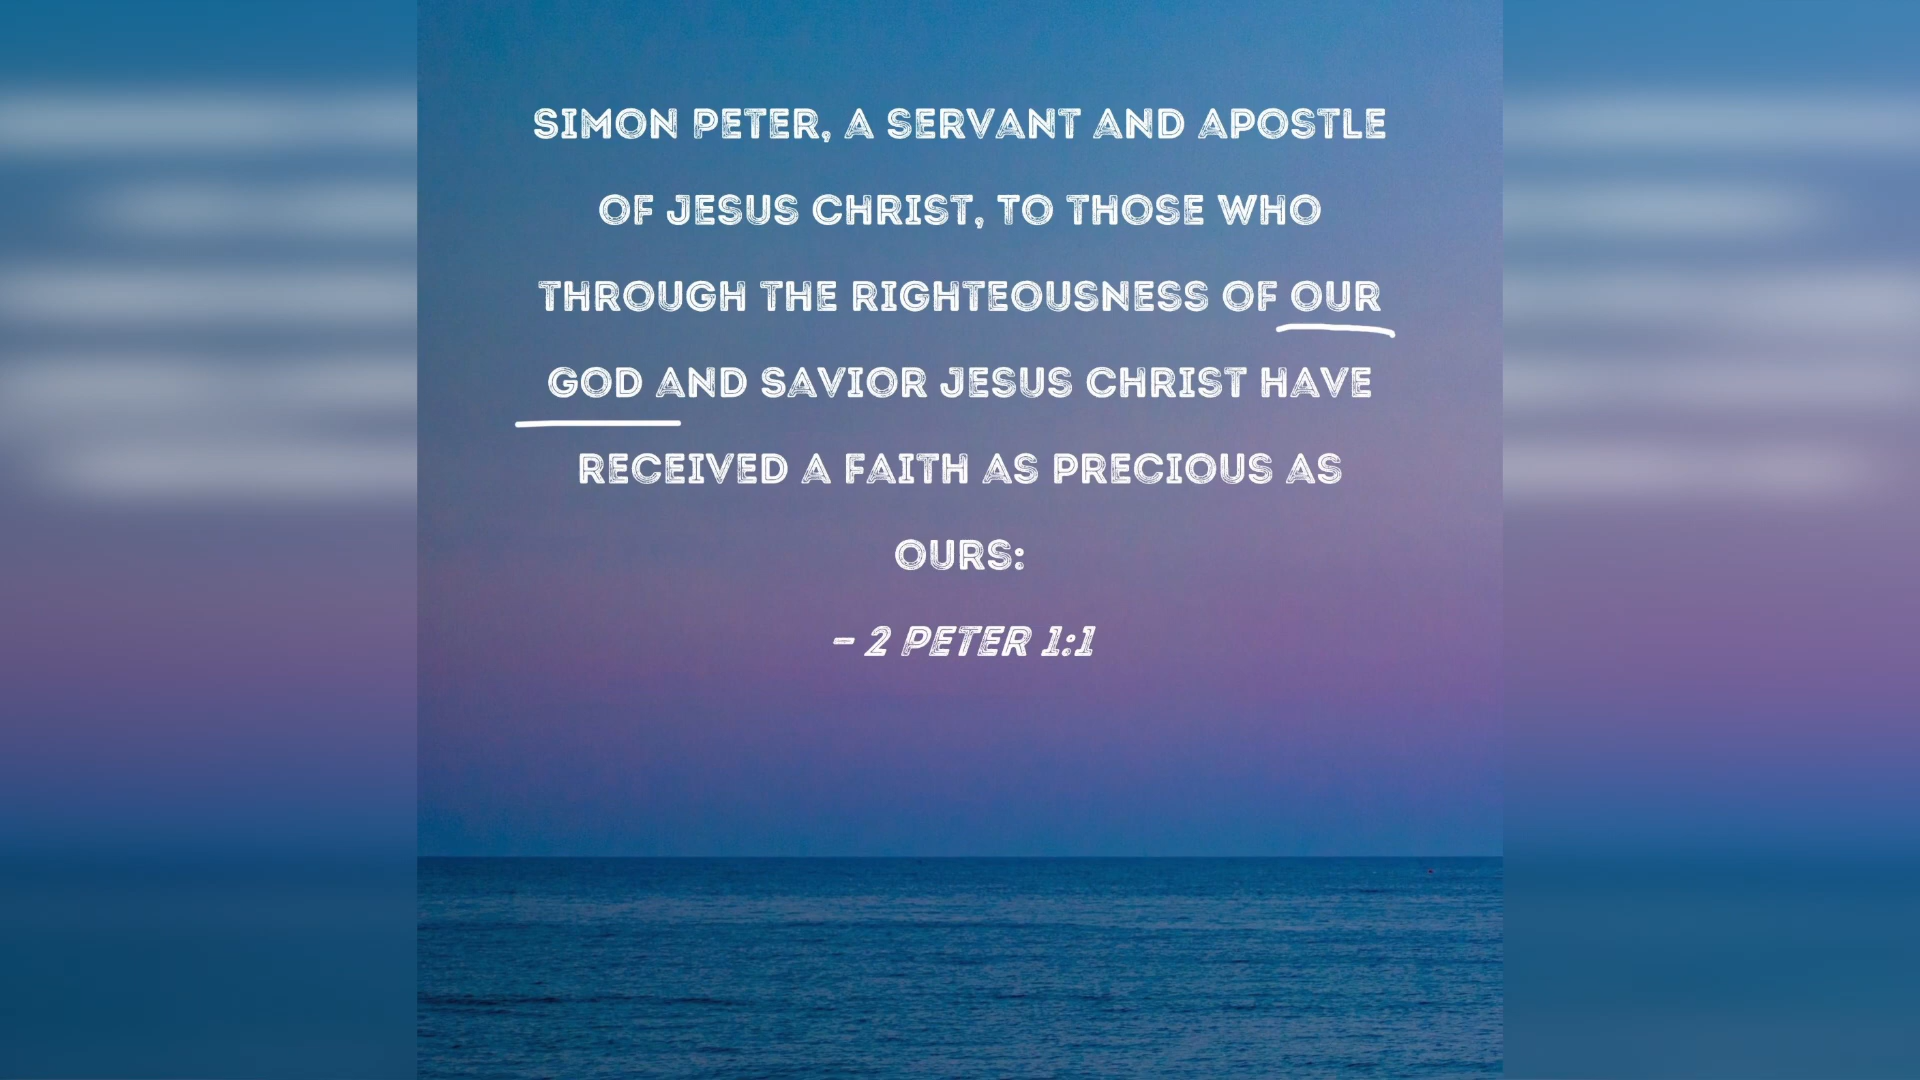 SIMON PETER, A SERVANT AND APOSTLE
OF JESUS CHRIST, TO THOSE WHO
THROUGH THE RIGHTEOUSNESS OF OUR
GOD AND SAVIOR JESUS CHRIST HAVE
RECEIVED A FAITH AS PRECIOUS AS
OURS:
– 2 PETER 1:1